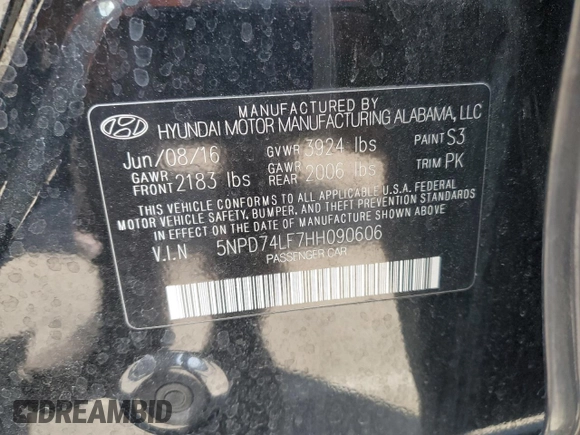 MANUFACTURED BY
HYUNDAI MOTOR MANUFACTURING ALABAMA, LLC
Jun/08/16 GVWR 3924 lbs PAINT S3
GAWR FRONT 2183 lbs GAWR REAR 2006 lbs TRIM PK
THIS VEHICLE CONFORMS TO ALL APPLICABLE U.S.A. FEDERAL
MOTOR VEHICLE SAFETY, BUMPER, AND THEFT PREVENTION STANDARDS
IN EFFECT ON THE DATE OF MANUFACTURE SHOWN ABOVE.
V.I.N 5NPD74LF7HH090606
PASSENGER CAR
DREAMBID